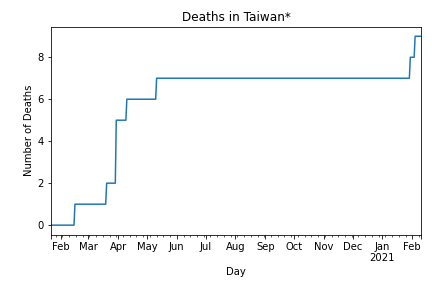 Deaths in Taiwan*
Number of Deaths
8
6
4
2
0
Feb Mar Apr May Jun Jul Aug Sep Oct Nov Dec Jan Feb
2021
Day